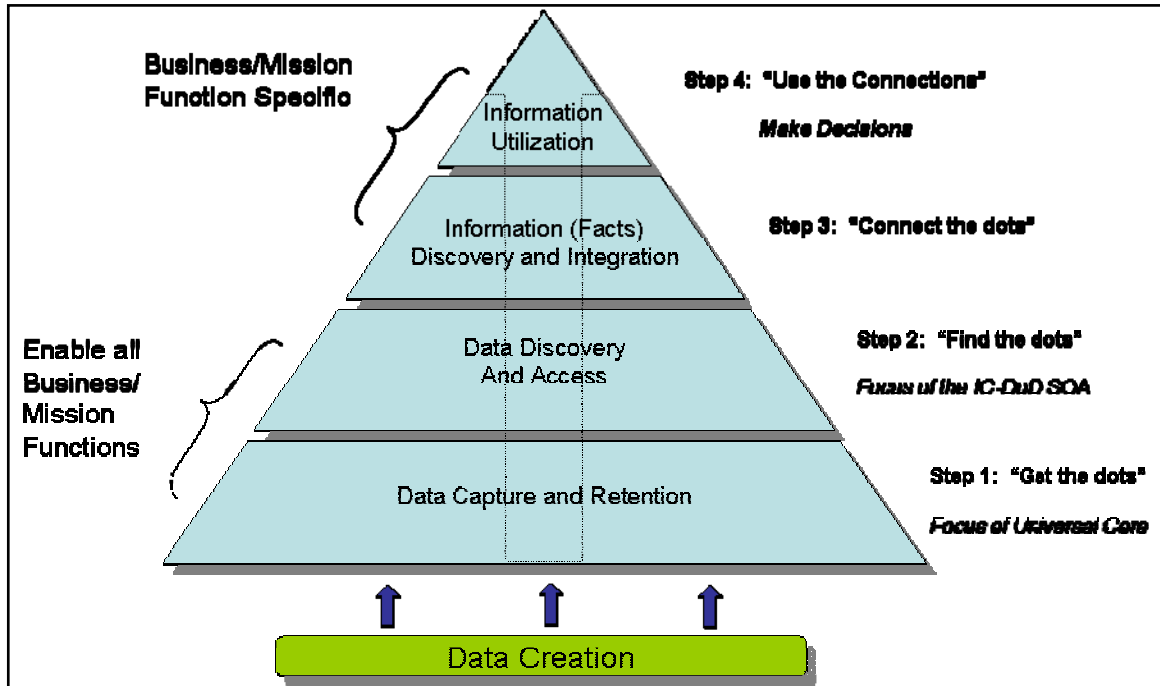 Business/Mission
Function Specific
Step 4: "Use the Connections"
Make Decisions
Information
Utilization
Step 3: "Connect the dots"
Information (Facts)
Discovery and Integration
Enable all
Business/
Mission
Functions
Step 2: "Find the dots"
Focus of the IC-DoD SOA
Data Discovery
And Access
Step 1: "Get the dots"
Focus of Universal Core
Data Capture and Retention
Data Creation